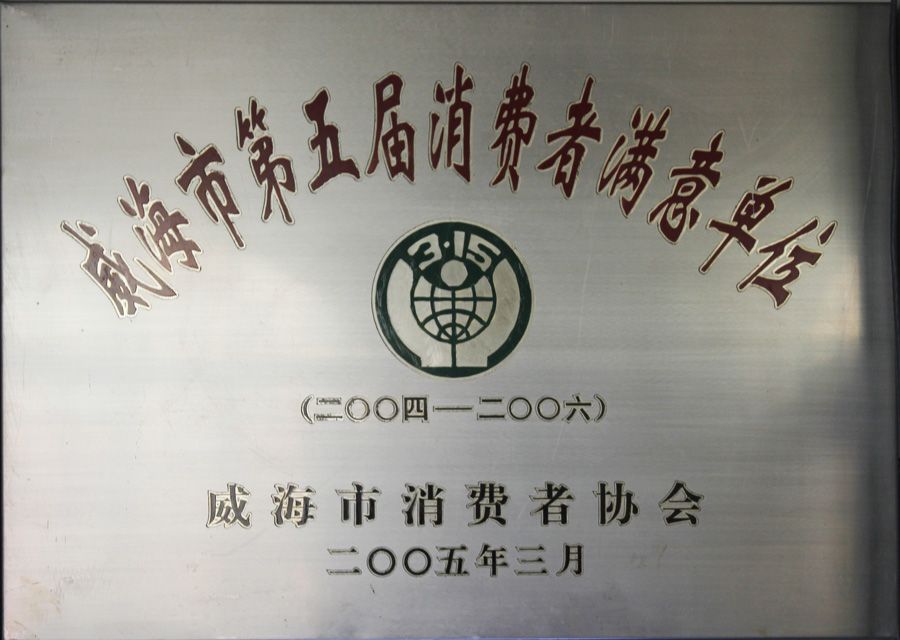 威海市第五届消费者满意单位
3·15
(二〇〇四—二〇〇六)
威海市消费者协会
二〇〇五年三月